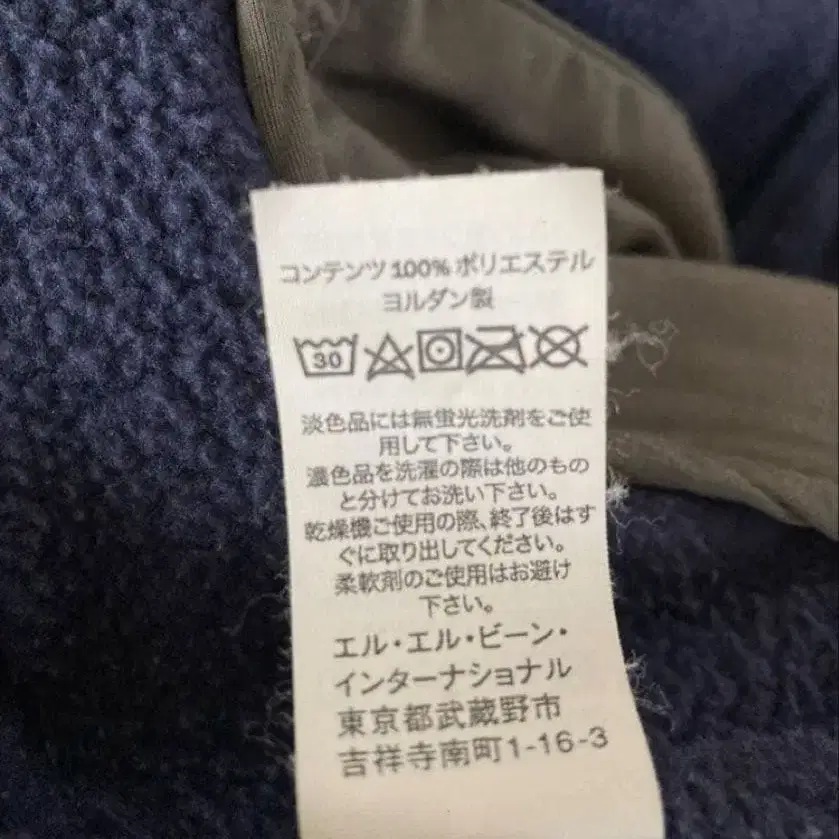 コンテンツ 100% ポリエステル
ヨルダン製
30
淡色品には無蛍光洗剤をご使
用して下さい。
濃色品を洗濯の際は他のもの
と分けてお洗い下さい。
乾燥機ご使用の際、終了後はす
ぐに取り出してください。
柔軟剤のご使用はお避け
下さい。
エル・エル・ビーン・
インターナショナル
東京都武蔵野市
吉祥寺南町1-16-3